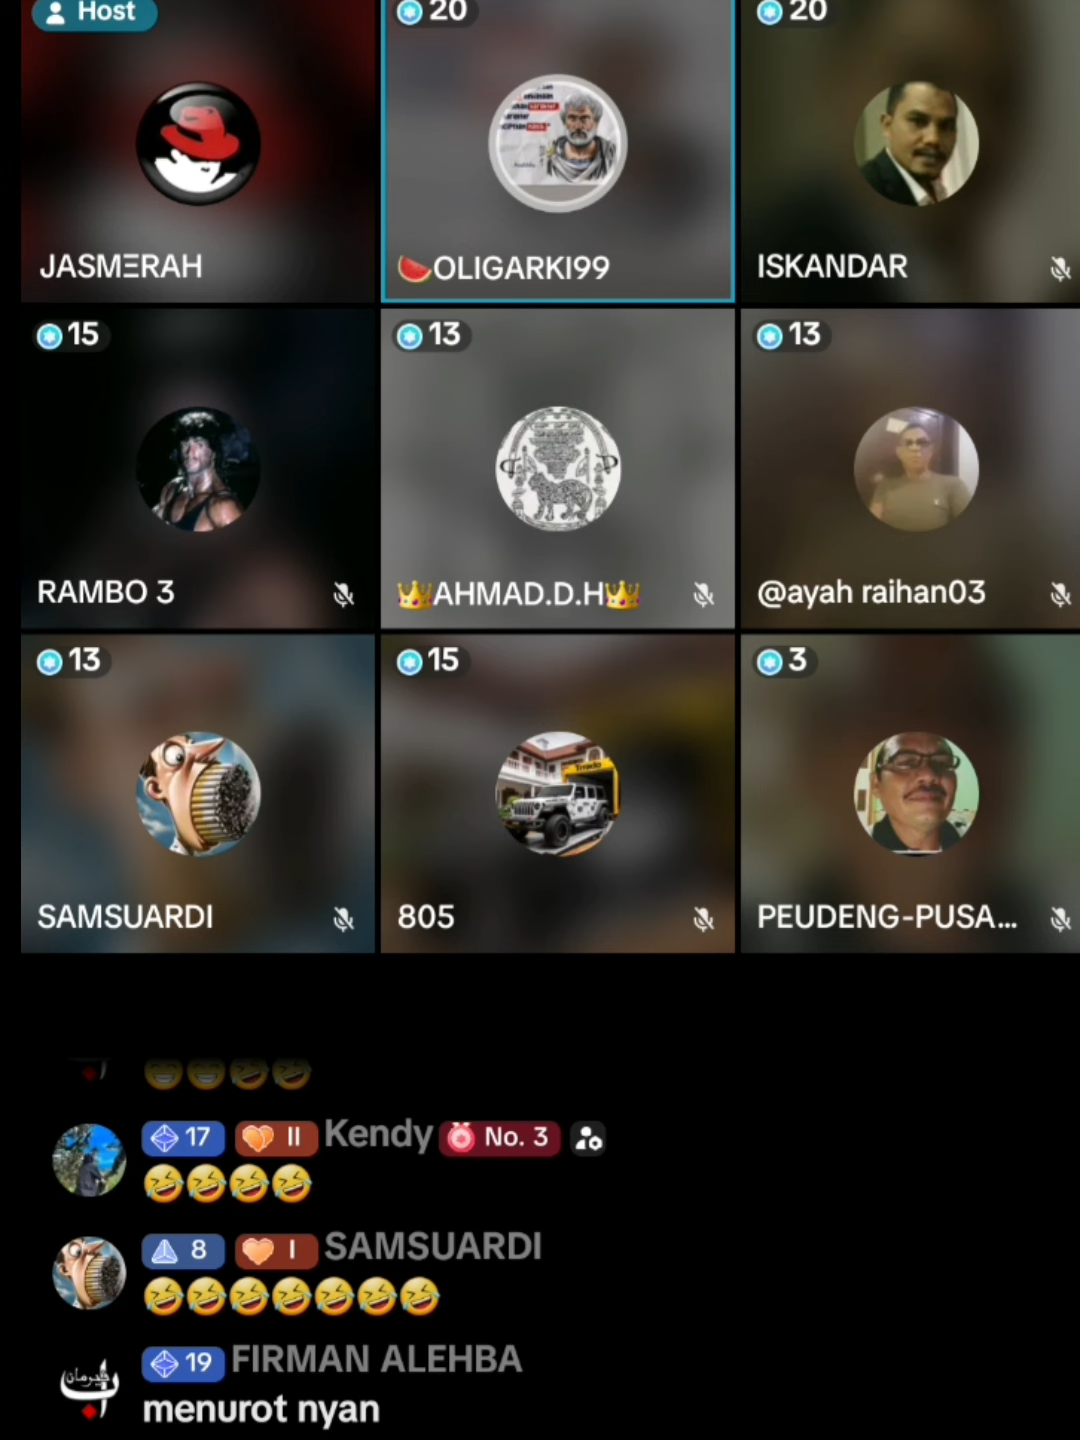 Host
20
20
JASMΞRAH
🍉OLIGARKI99
ISKANDAR
15
13
13
RAMBO 3
👑AHMAD.D.H👑
@ayah raihan03
13
15
3
SAMSUARDI
805
PEUDENG-PUSA...
😁😁🤣🤣
17 II Kendy No. 3
🤣🤣🤣🤣
8 I SAMSUARDI
🤣🤣🤣🤣🤣🤣🤣
19 FIRMAN ALEHBA
menurot nyan